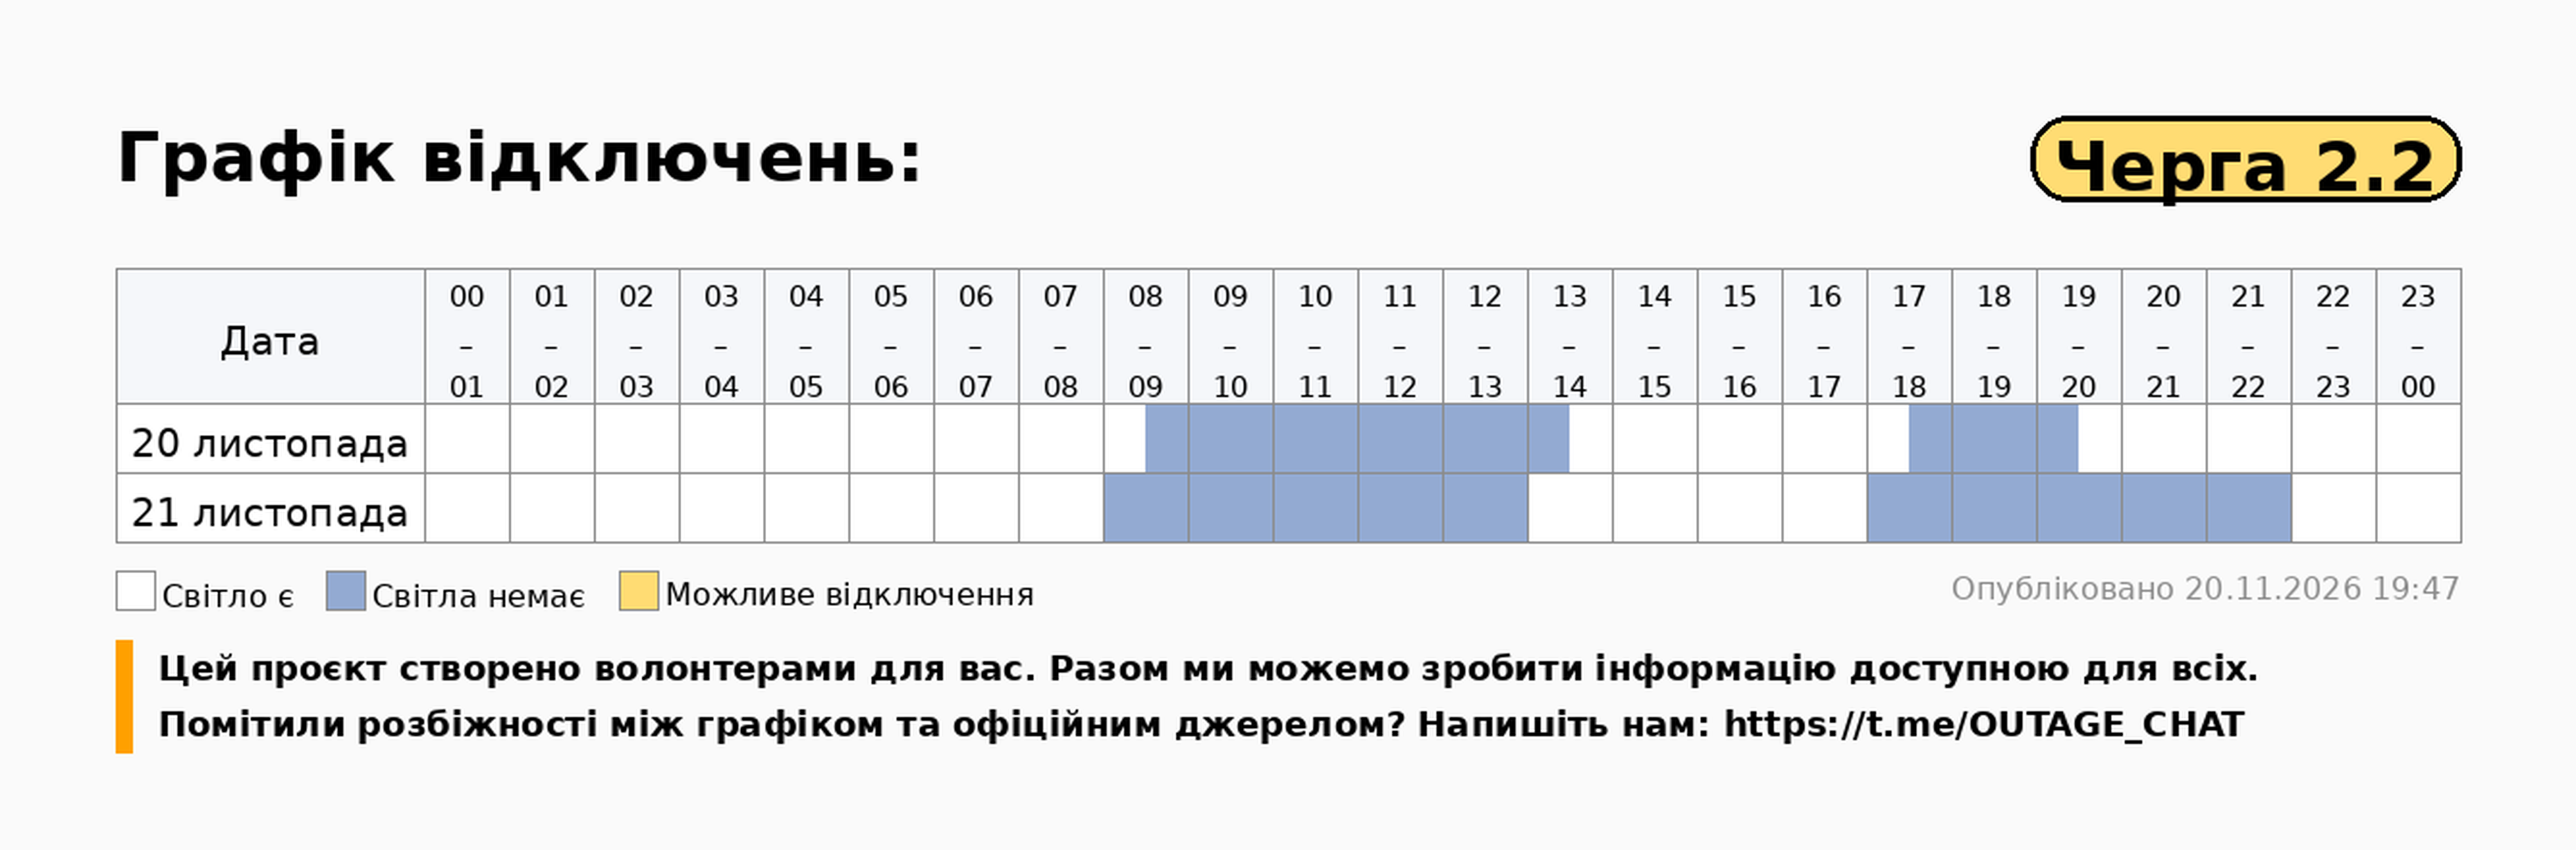 Графік відключень:
Черга 2.2
Дата
00 – 01
01 – 02
02 – 03
03 – 04
04 – 05
05 – 06
06 – 07
07 – 08
08 – 09
09 – 10
10 – 11
11 – 12
12 – 13
13 – 14
14 – 15
15 – 16
16 – 17
17 – 18
18 – 19
19 – 20
20 – 21
21 – 22
22 – 23
23 – 00
20 листопада
21 листопада
Світло є
Світла немає
Можливе відключення
Опубліковано 20.11.2026 19:47
Цей проєкт створено волонтерами для вас. Разом ми можемо зробити інформацію доступною для всіх.
Помітили розбіжності між графіком та офіційним джерелом? Напишіть нам: https://t.me/OUTAGE_CHAT